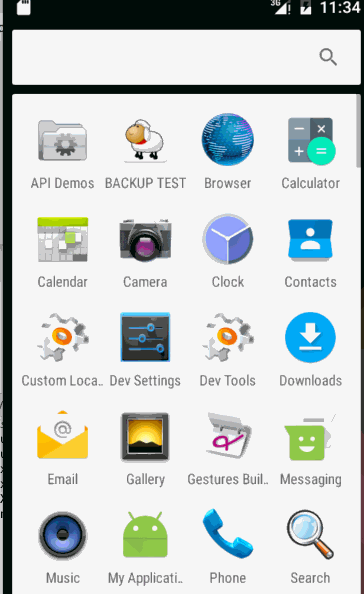 3G 11:34
API Demos BACKUP TEST Browser Calculator
Calendar Camera Clock Contacts
Custom Loca.. Dev Settings Dev Tools Downloads
Email Gallery Gestures Buil.. Messaging
Music My Applicati.. Phone Search